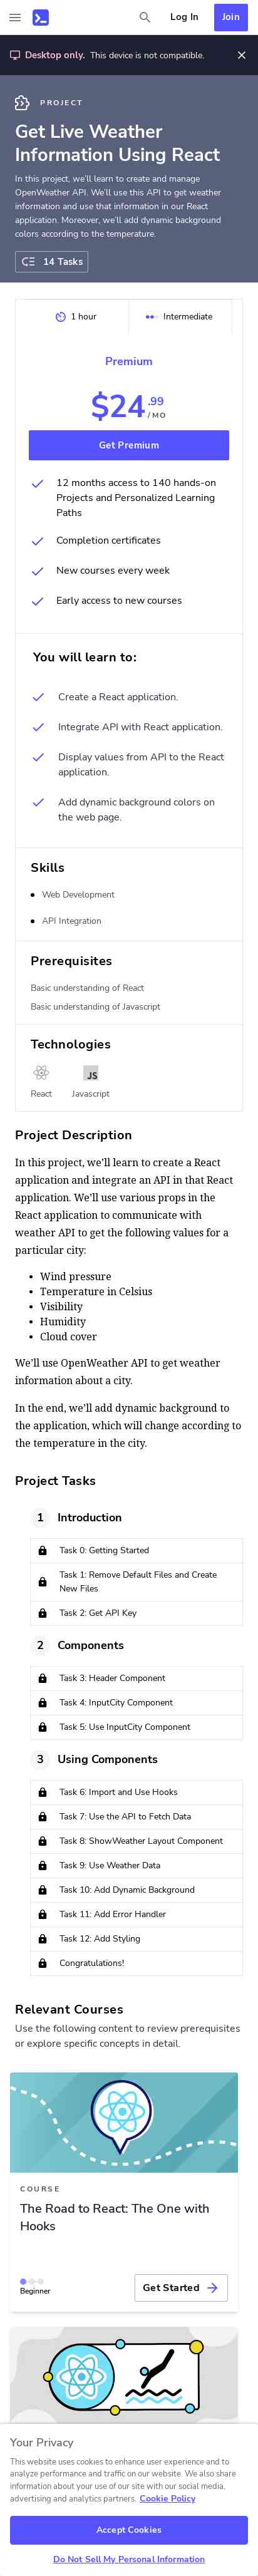 Log In
Join
Desktop only. This device is not compatible.
PROJECT
Get Live Weather
Information Using React
In this project, we'll learn to create and manage
OpenWeather API. We'll use this API to get weather
information and use that information in our React
application. Moreover, we'll add dynamic background
colors according to the temperature.
14 Tasks
1 hour
Intermediate
Premium
$24.99
/ MO
Get Premium
12 months access to 140 hands-on
Projects and Personalized Learning
Paths
Completion certificates
New courses every week
Early access to new courses
You will learn to:
Create a React application.
Integrate API with React application.
Display values from API to the React
application.
Add dynamic background colors on
the web page.
Skills
Web Development
API Integration
Prerequisites
Basic understanding of React
Basic understanding of Javascript
Technologies
JS
React
Javascript
Project Description
In this project, we'll learn to create a React
application and integrate an API in that React
application. We'll use various props in the
React application to communicate with
weather API to get the following values for a
particular city:
• Wind pressure
• Temperature in Celsius
• Visibility
• Humidity
• Cloud cover
We'll use OpenWeather API to get weather
information about a city.
In the end, we'll add dynamic background to
the application, which will change according to
the temperature in the city.
Project Tasks
1 Introduction
Task 0: Getting Started
Task 1: Remove Default Files and Create
New Files
Task 2: Get API Key
2 Components
Task 3: Header Component
Task 4: InputCity Component
Task 5: Use InputCity Component
3 Using Components
Task 6: Import and Use Hooks
Task 7: Use the API to Fetch Data
Task 8: ShowWeather Layout Component
Task 9: Use Weather Data
Task 10: Add Dynamic Background
Task 11: Add Error Handler
Task 12: Add Styling
Congratulations!
Relevant Courses
Use the following content to review prerequisites
or explore specific concepts in detail.
COURSE
The Road to React: The One with
Hooks
Beginner
Get Started
Your Privacy
This website uses cookies to enhance user experience and to
analyze performance and traffic on our website. We also share
information about your use of our site with our social media,
advertising and analytics partners. Cookie Policy
Accept Cookies
Do Not Sell My Personal Information